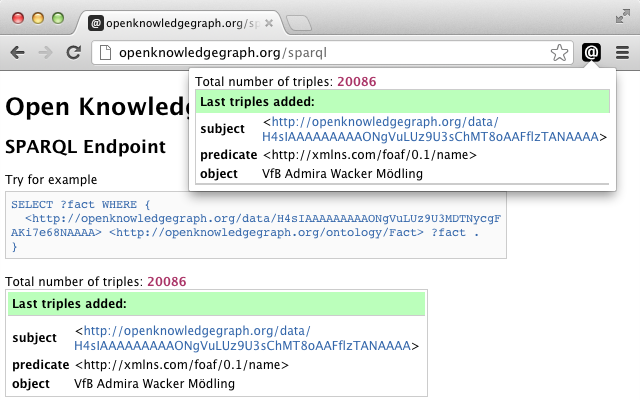 @ openknowledgegraph.org/sp
openknowledgegraph.org/sparql
@
Total number of triples: 20086
Last triples added:
subject <http://openknowledgegraph.org/data/
H4sIAAAAAAAAAONgVuLUz9U3sChMT8oAAFfIzTANAAAA>
predicate <http://xmlns.com/foaf/0.1/name>
object VfB Admira Wacker Mödling
Open Knowledg
SPARQL Endpoint
Try for example
SELECT ?fact WHERE {
<http://openknowledgegraph.org/data/H4sIAAAAAAAAAONgVuLUz9U3MDTNycgF
AKi7e68NAAAA> <http://openknowledgegraph.org/ontology/Fact> ?fact .
}
Total number of triples: 20086
Last triples added:
subject <http://openknowledgegraph.org/data/
H4sIAAAAAAAAAONgVuLUz9U3sChMT8oAAFfIzTANAAAA>
predicate <http://xmlns.com/foaf/0.1/name>
object VfB Admira Wacker Mödling